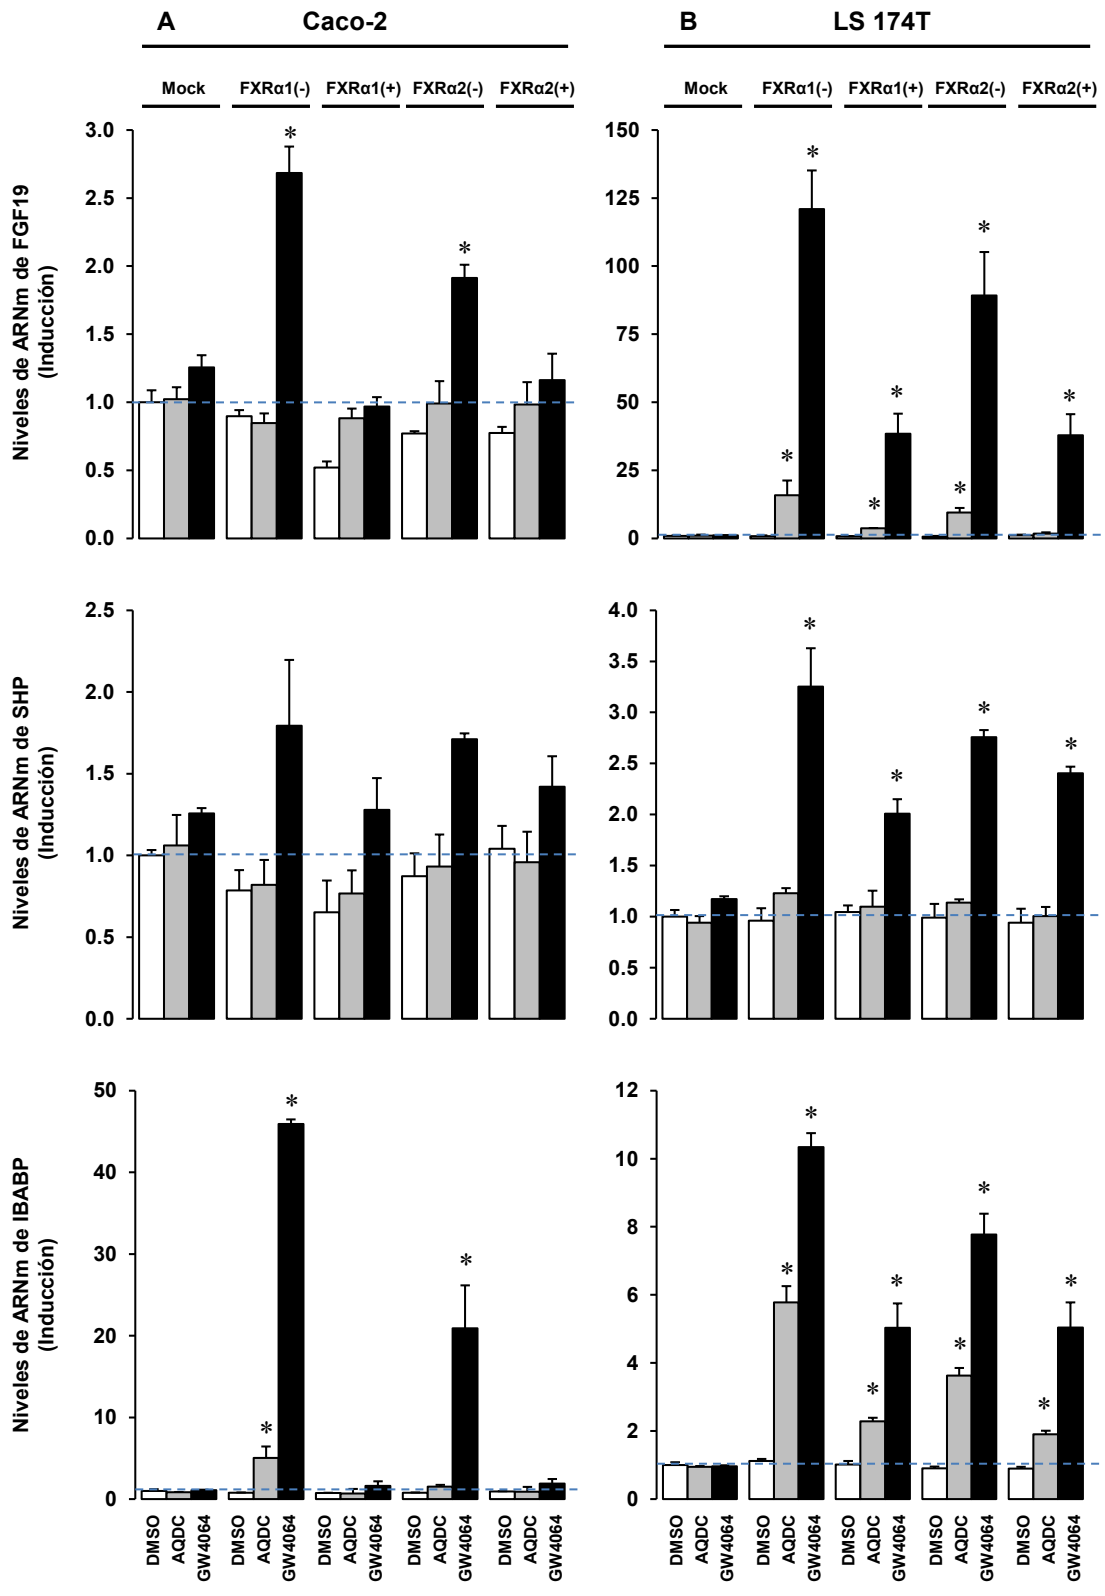 A Caco-2
B LS 174T
Mock FXRα1(-) FXRα1(+) FXRα2(-) FXRα2(+)
Mock FXRα1(-) FXRα1(+) FXRα2(-) FXRα2(+)
Niveles de ARNm de FGF19
(Inducción)
3.0
2.5
2.0
1.5
1.0
0.5
0.0
* *
150
125
100
75
50
25
0
* * * * * * *
Niveles de ARNm de SHP
(Inducción)
2.5
2.0
1.5
1.0
0.5
0.0
4.0
3.5
3.0
2.5
2.0
1.5
1.0
0.5
0.0
* * * *
Niveles de ARNm de IBABP
(Inducción)
50
40
30
20
10
0
* * *
12
10
8
6
4
2
0
* * * * * * * *
DMSO
AQDC
GW4064
DMSO
AQDC
GW4064
DMSO
AQDC
GW4064
DMSO
AQDC
GW4064
DMSO
AQDC
GW4064
DMSO
AQDC
GW4064
DMSO
AQDC
GW4064
DMSO
AQDC
GW4064
DMSO
AQDC
GW4064
DMSO
AQDC
GW4064